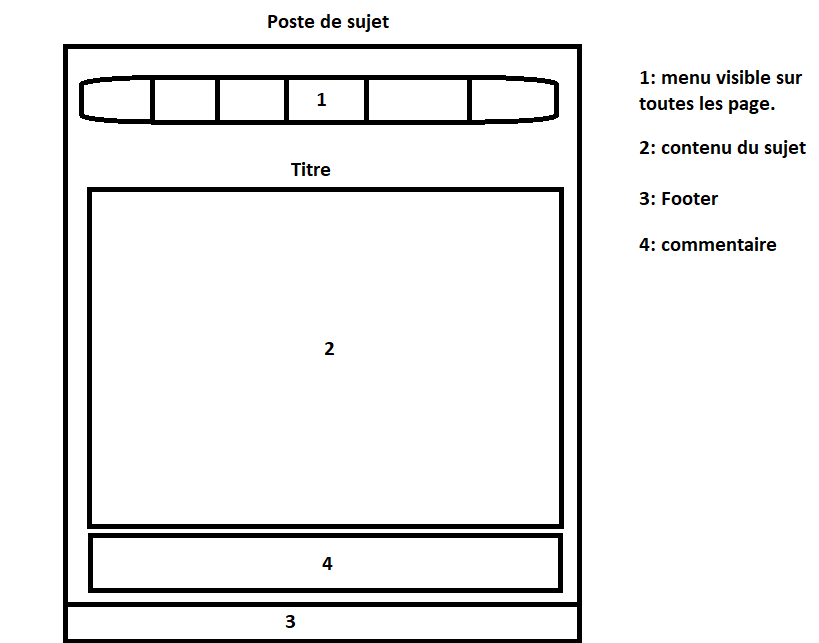 Poste de sujet
1
Titre
2
4
3
1: menu visible sur
toutes les page.
2: contenu du sujet
3: Footer
4: commentaire